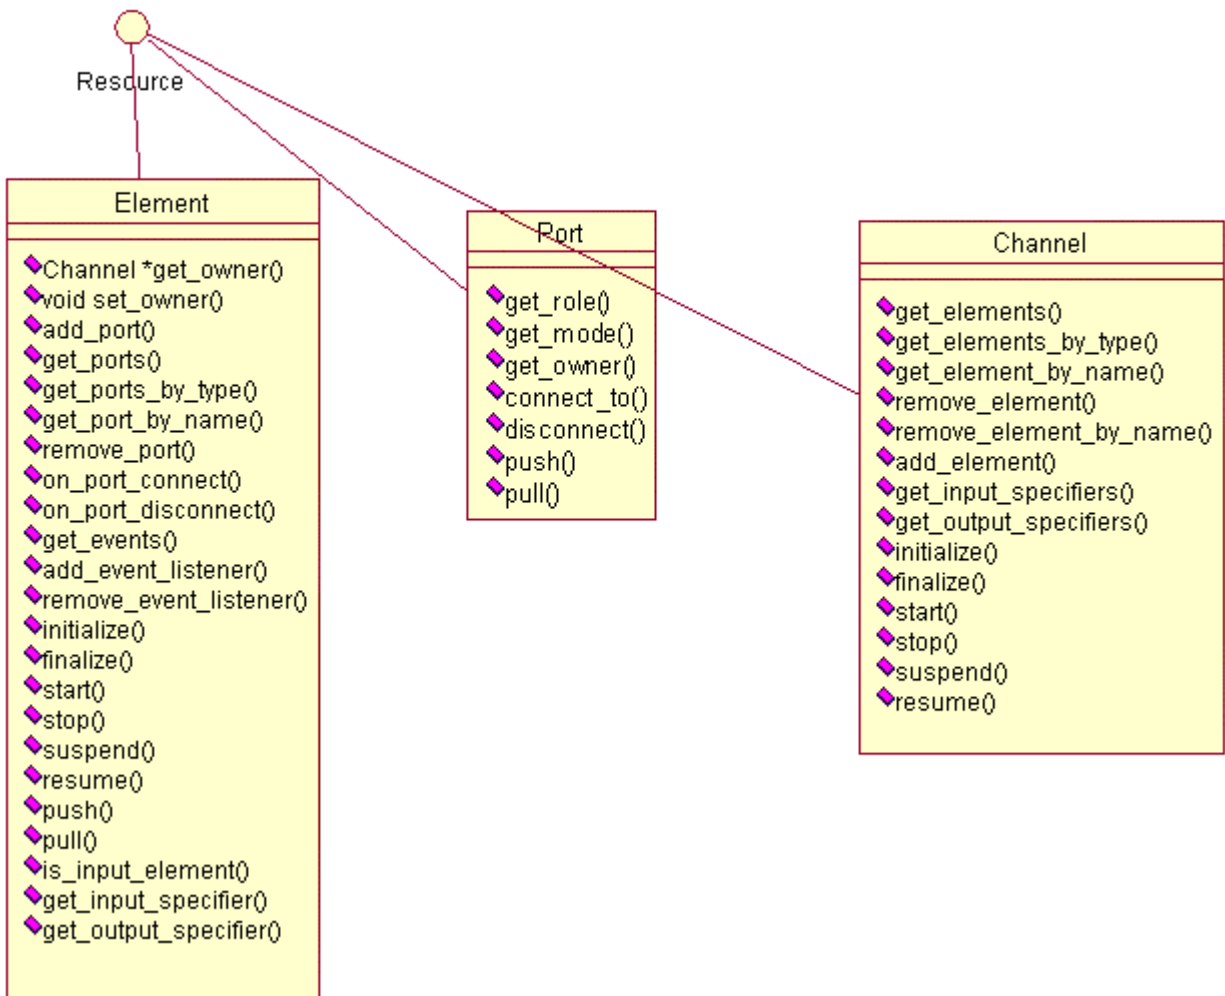 Resource
Element
Channel *get_owner()
void set_owner()
add_port()
get_ports()
get_ports_by_type()
get_port_by_name()
remove_port()
on_port_connect()
on_port_disconnect()
get_events()
add_event_listener()
remove_event_listener()
initialize()
finalize()
start()
stop()
suspend()
resume()
push()
pull()
is_input_element()
get_input_specifier()
get_output_specifier()
Port
get_role()
get_mode()
get_owner()
connect_to()
disconnect()
push()
pull()
Channel
get_elements()
get_elements_by_type()
get_element_by_name()
remove_element()
remove_element_by_name()
add_element()
get_input_specifiers()
get_output_specifiers()
initialize()
finalize()
start()
stop()
suspend()
resume()